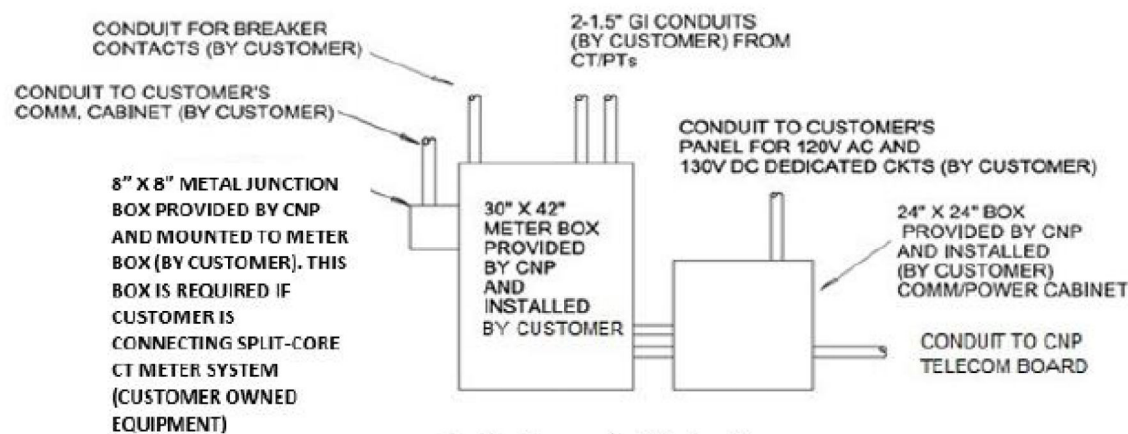 CONDUIT FOR BREAKER
CONTACTS (BY CUSTOMER)
2-1.5" GI CONDUITS
(BY CUSTOMER) FROM
CT/PTs
CONDUIT TO CUSTOMER'S
COMM. CABINET (BY CUSTOMER)
CONDUIT TO CUSTOMER'S
PANEL FOR 120V AC AND
130V DC DEDICATED CKTS (BY CUSTOMER)
8" X 8" METAL JUNCTION
BOX PROVIDED BY CNP
AND MOUNTED TO METER
BOX (BY CUSTOMER). THIS
BOX IS REQUIRED IF
CUSTOMER IS
CONNECTING SPLIT-CORE
CT METER SYSTEM
(CUSTOMER OWNED
EQUIPMENT)
30" X 42"
METER BOX
PROVIDED
BY CNP
AND
INSTALLED
BY CUSTOMER
24" X 24" BOX
PROVIDED BY CNP
AND INSTALLED
(BY CUSTOMER)
COMM/POWER CABINET
CONDUIT TO CNP
TELECOM BOARD